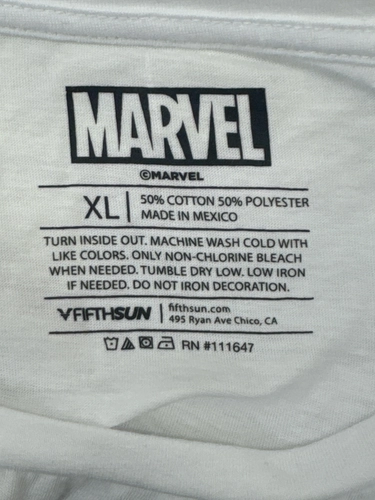 MARVEL
©MARVEL
XL
50% COTTON 50% POLYESTER
MADE IN MEXICO
TURN INSIDE OUT. MACHINE WASH COLD WITH
LIKE COLORS. ONLY NON-CHLORINE BLEACH
WHEN NEEDED. TUMBLE DRY LOW. LOW IRON
IF NEEDED. DO NOT IRON DECORATION.
FIFTHSUN
fifthsun.com
495 Ryan Ave Chico, CA
RN #111647